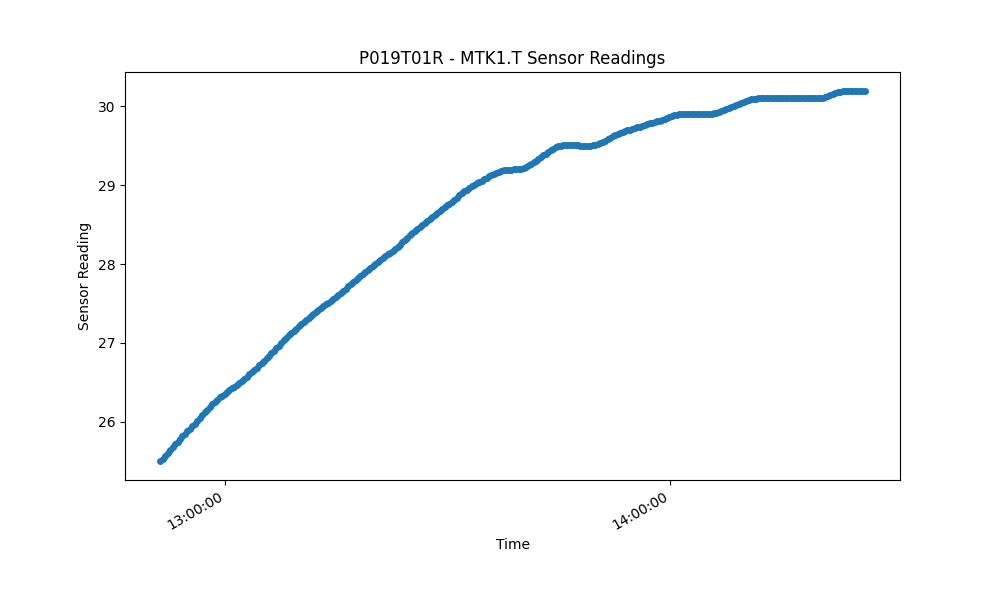 P019T01R - MTK1.T Sensor Readings
Sensor Reading
30
29
28
27
26
13:00:00
14:00:00
Time